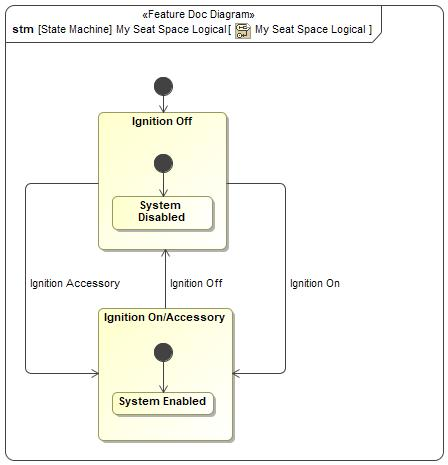 «Feature Doc Diagram»
stm [State Machine] My Seat Space Logical[ My Seat Space Logical ]
Ignition Off
System
Disabled
Ignition Accessory
Ignition Off
Ignition On
Ignition On/Accessory
System Enabled